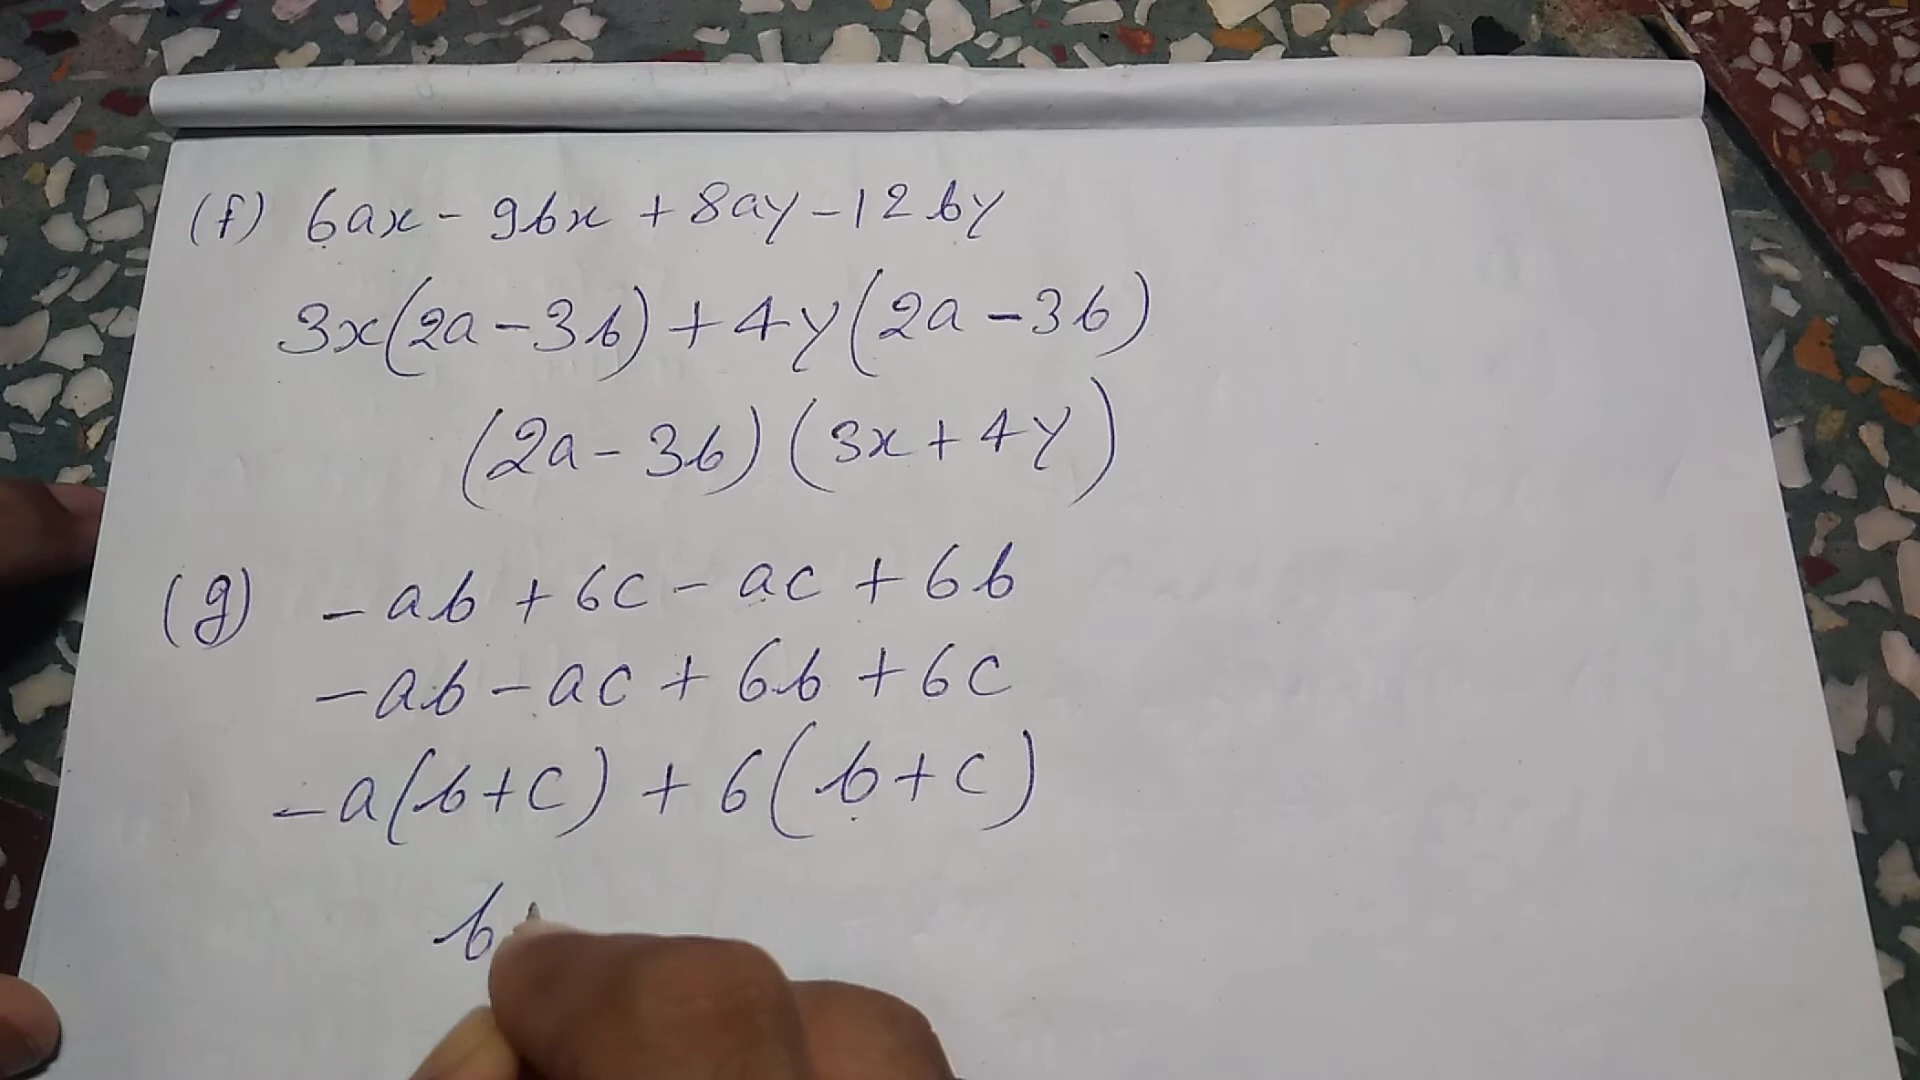 (f) 6ax - 9bx + 8ay - 12by
3x(2a - 3b) + 4y(2a - 3b)
(2a - 3b) (3x + 4y)
(g) - ab + 6c - ac + 6b
- ab - ac + 6b + 6c
- a(b + c) + 6(b + c)
b